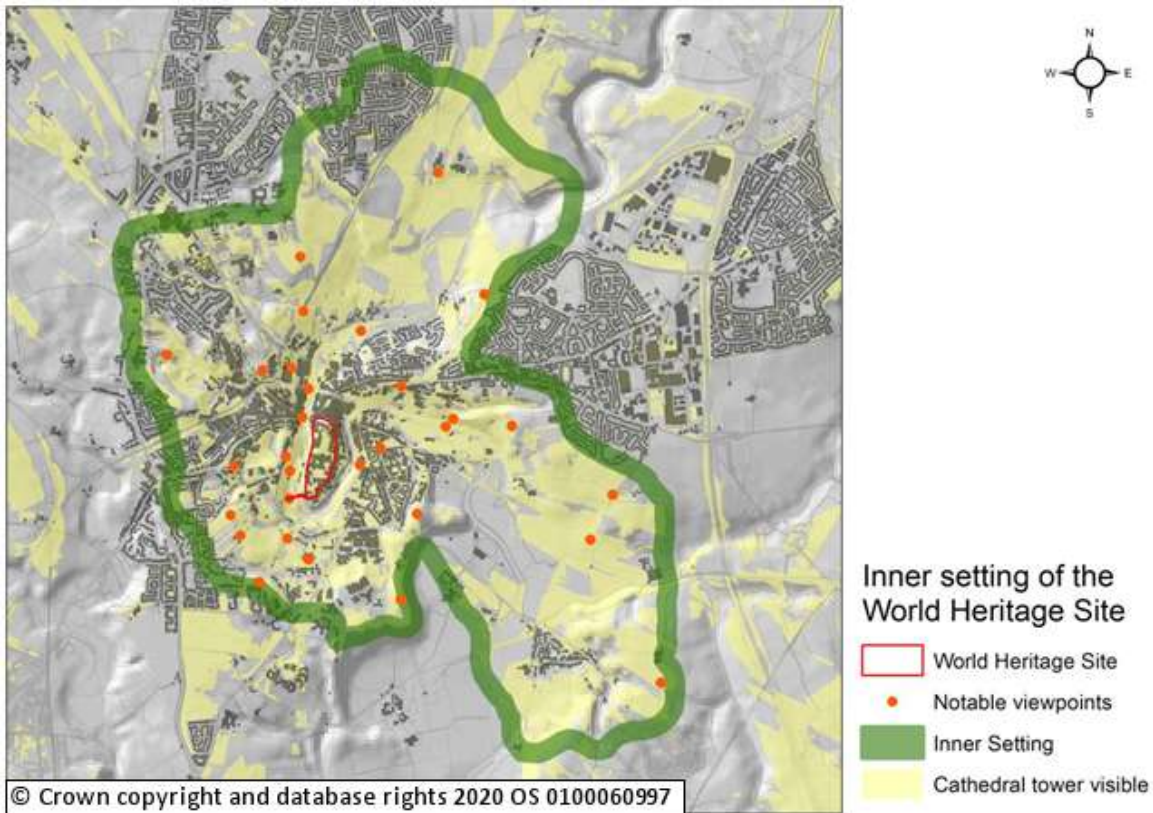 N
W E
S
Inner setting of the
World Heritage Site
World Heritage Site
Notable viewpoints
Inner Setting
Cathedral tower visible
© Crown copyright and database rights 2020 OS 0100060997